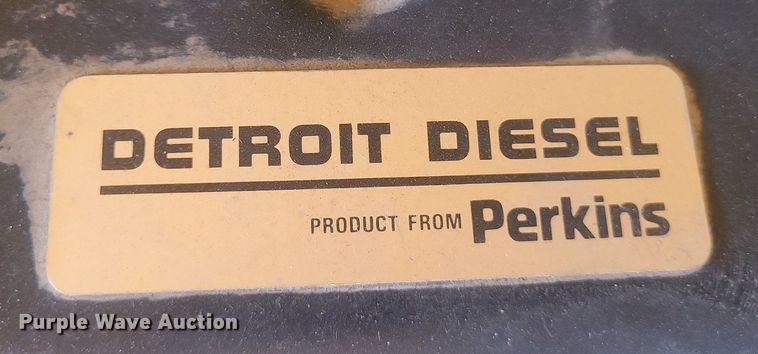 DETROIT DIESEL
PRODUCT FROM Perkins
Purple Wave Auction